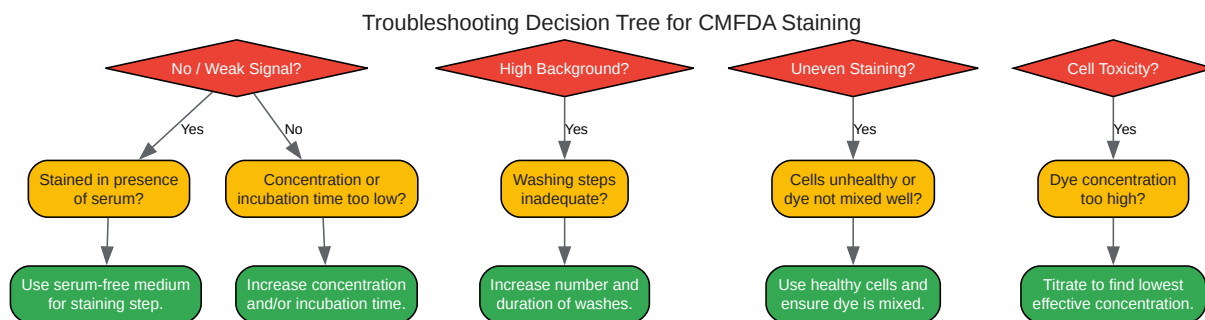 Troubleshooting Decision Tree for CMFDA Staining
No / Weak Signal?
High Background?
Uneven Staining?
Cell Toxicity?
Yes
No
Yes
Yes
Yes
Stained in presence
of serum?
Concentration or
incubation time too low?
Washing steps
inadequate?
Cells unhealthy or
dye not mixed well?
Dye concentration
too high?
Use serum-free medium
for staining step.
Increase concentration
and/or incubation time.
Increase number and
duration of washes.
Use healthy cells and
ensure dye is mixed.
Titrate to find lowest
effective concentration.